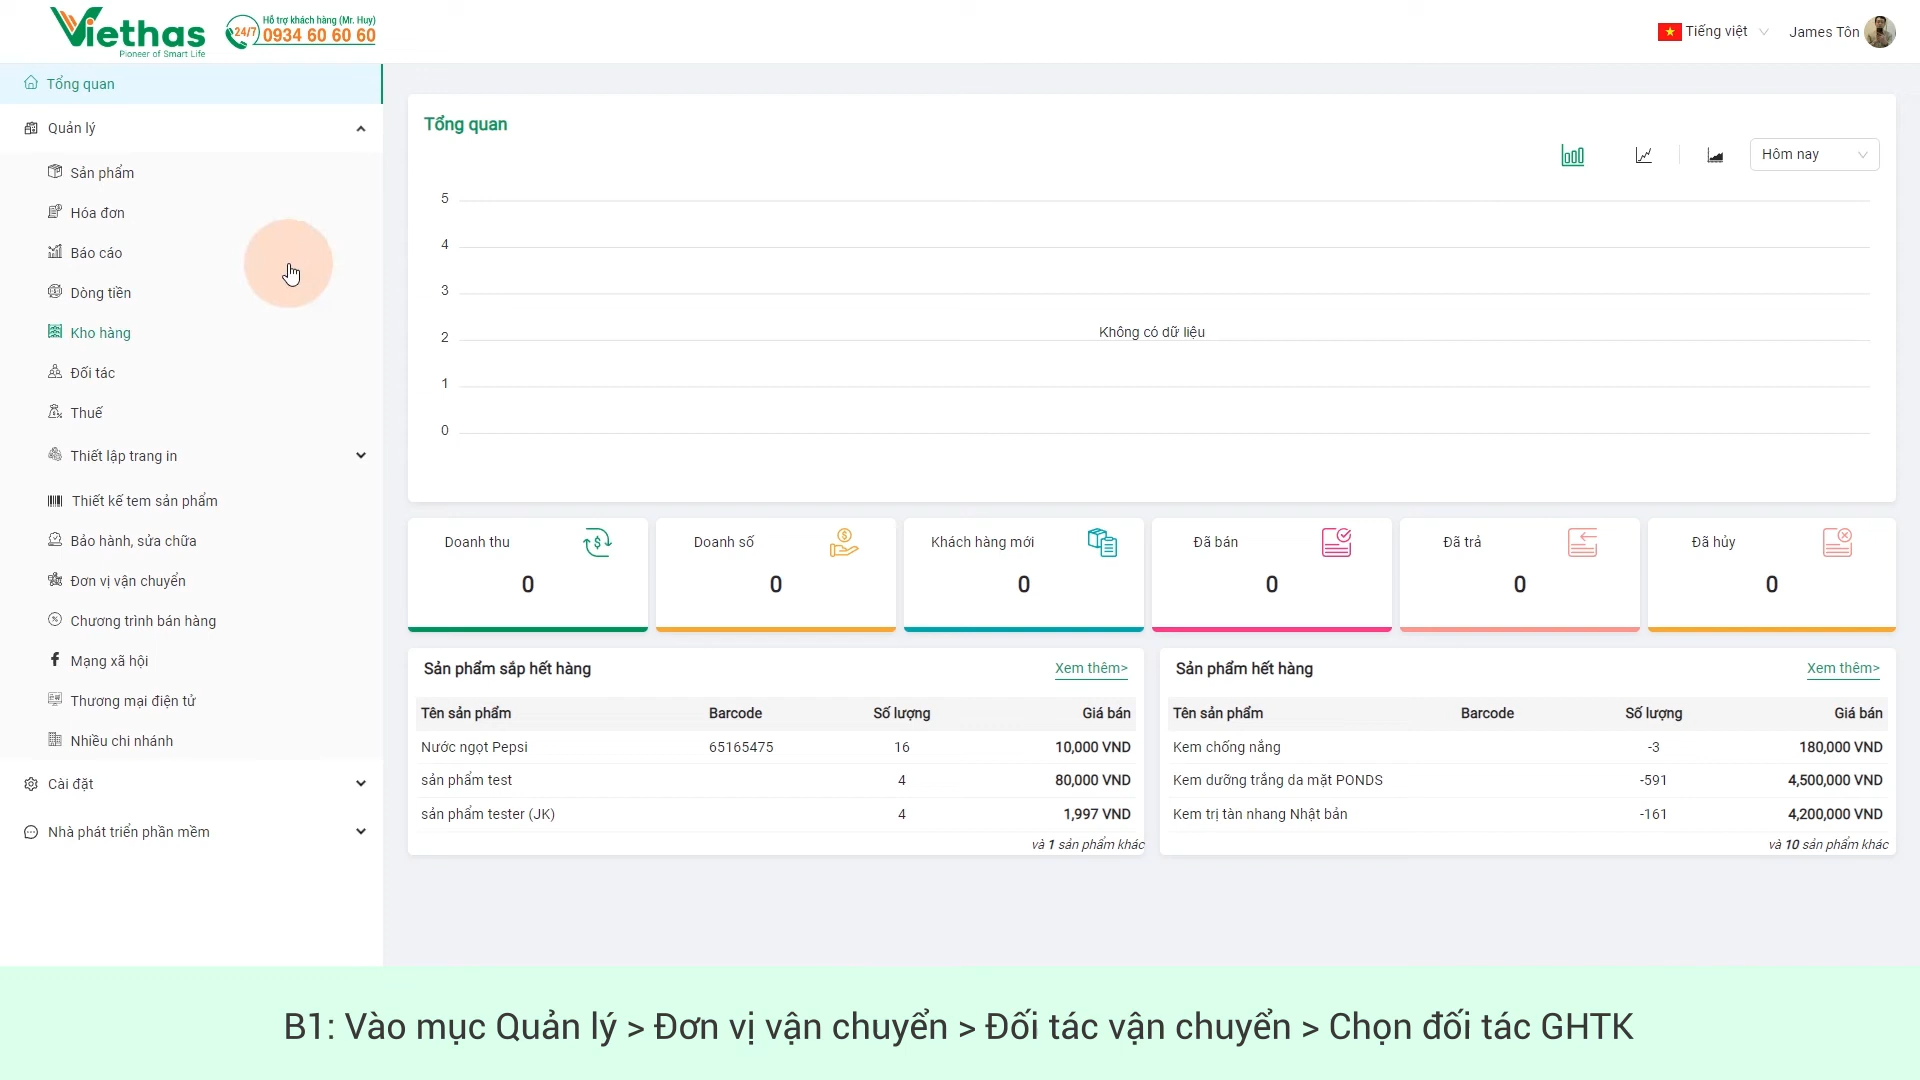 Viethas
Pioneer of Smart Life
24/7
Hỗ trợ khách hàng (Mr. Huy)
0934 60 60 60
Tiếng việt
James Tôn
Tổng quan
Quản lý
Sản phẩm
Hóa đơn
Báo cáo
Dòng tiền
Kho hàng
Đối tác
Thuế
Thiết lập trang in
Thiết kế tem sản phẩm
Bảo hành, sửa chữa
Đơn vị vận chuyển
Chương trình bán hàng
Mạng xã hội
Thương mại điện tử
Nhiều chi nhánh
Cài đặt
Nhà phát triển phần mềm
Tổng quan
Hôm nay
5
4
3
2
1
0
Không có dữ liệu
Doanh thu
0
Doanh số
0
Khách hàng mới
0
Đã bán
0
Đã trả
0
Đã hủy
0
Sản phẩm sắp hết hàng Xem thêm>
Tên sản phẩm Barcode Số lượng Giá bán
Nước ngọt Pepsi 65165475 16 10,000 VND
sản phẩm test 4 80,000 VND
sản phẩm tester (JK) 4 1,997 VND
và 1 sản phẩm khác
Sản phẩm hết hàng Xem thêm>
Tên sản phẩm Barcode Số lượng Giá bán
Kem chống nắng -3 180,000 VND
Kem dưỡng trắng da mặt PONDS -591 4,500,000 VND
Kem trị tàn nhang Nhật bản -161 4,200,000 VND
và 10 sản phẩm khác
B1: Vào mục Quản lý > Đơn vị vận chuyển > Đối tác vận chuyển > Chọn đối tác GHTK